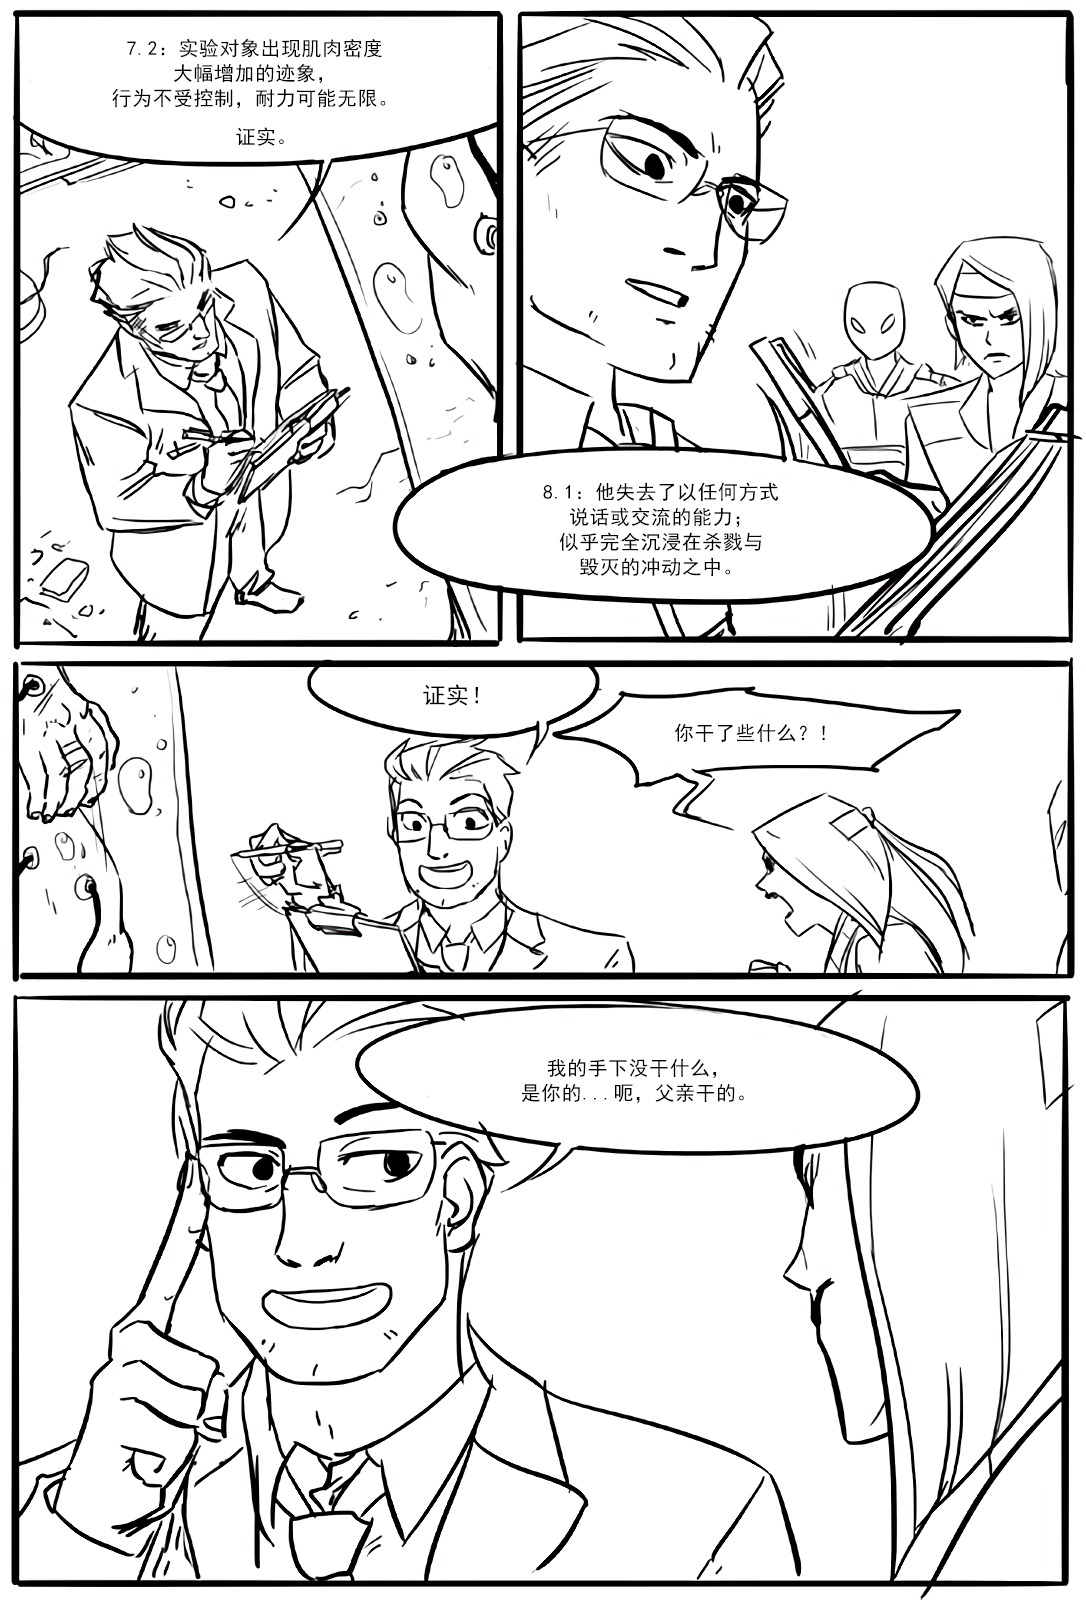 7.2：实验对象出现肌肉密度
大幅增加的迹象，
行为不受控制，耐力可能无限。
证实。
8.1：他失去了以任何方式
说话或交流的能力；
似乎完全沉浸在杀戮与
毁灭的冲动之中。
证实！
你干了些什么？！
我的手下没干什么，
是你的...呃，父亲干的。